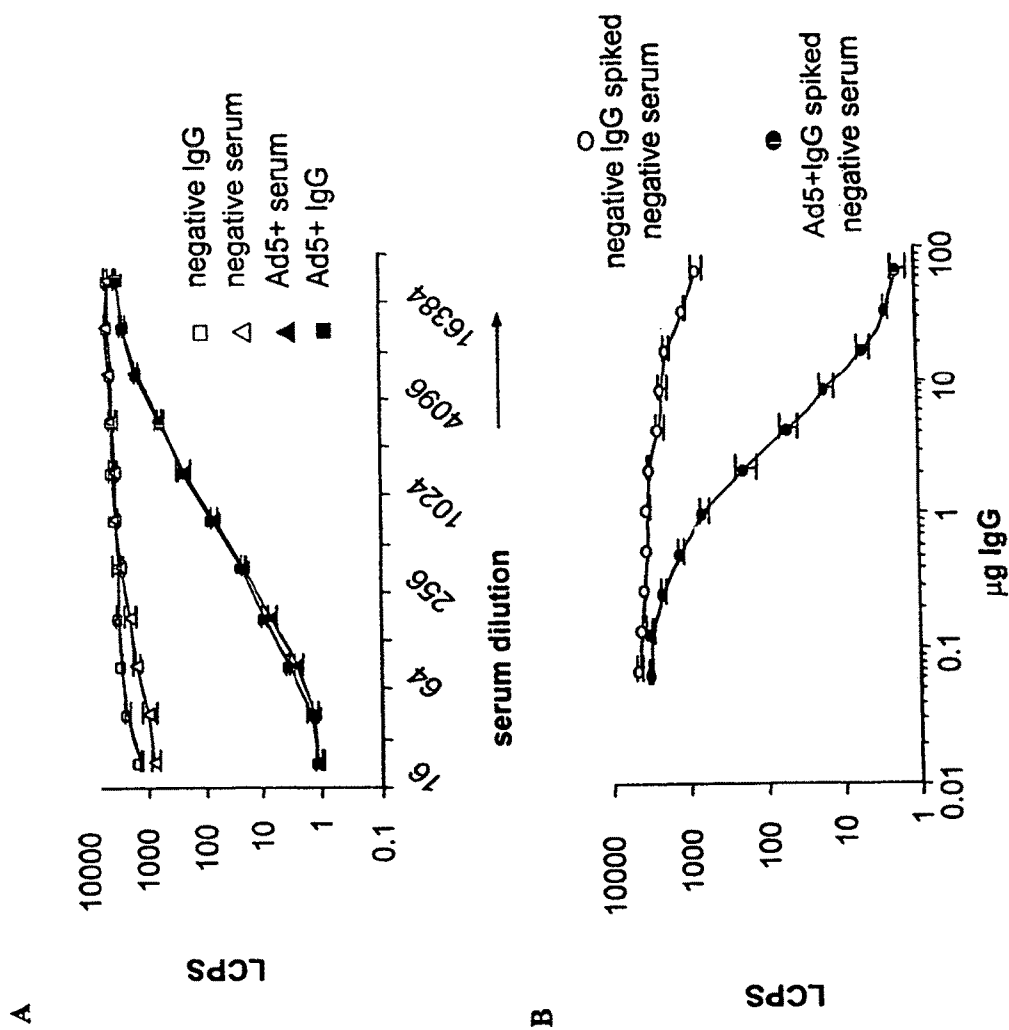 A
LCPS
10000
1000
100
10
1
0.1
16
64
256
1024
4096
16384
serum dilution
negative IgG
negative serum
Ad5+ serum
Ad5+ IgG
B
LCPS
10000
1000
100
10
1
0.01
0.1
1
10
100
µg IgG
negative IgG spiked
negative serum
Ad5+IgG spiked
negative serum